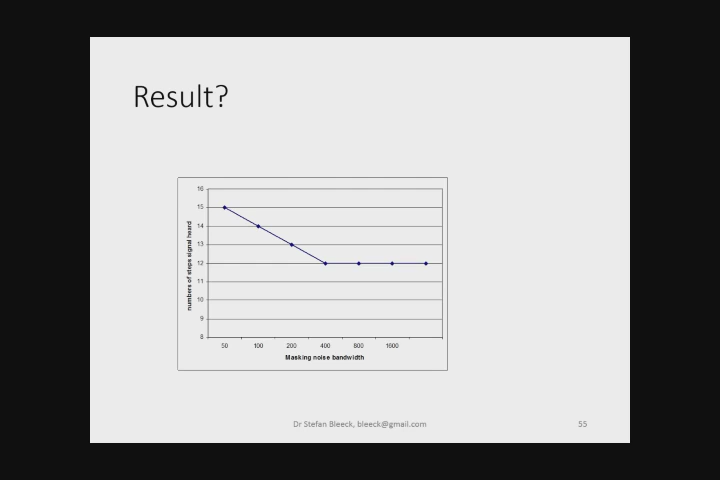 Result?
16
15
14
13
12
11
10
9
8
numbers of steps signal heard
50 100 200 400 800 1600
Masking noise bandwidth
Dr Stefan Bleeck, bleeck@gmail.com 55